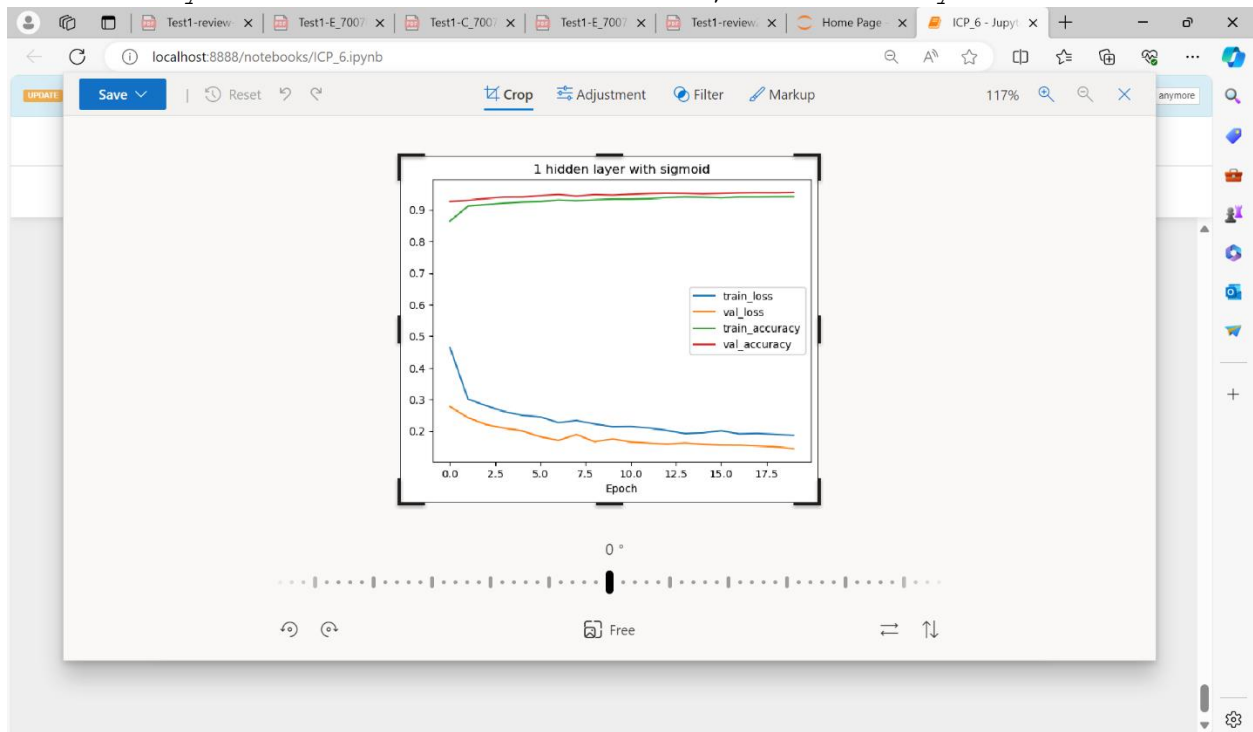 Test1-review- Test1-E_7007 Test1-C_7007 Test1-E_7007 Test1-review. Home Page - ICP_6 - Jupyt
localhost:8888/notebooks/ICP_6.ipynb
UPDATE Save Reset Crop Adjustment Filter Markup 117% anymore
1 hidden layer with sigmoid
0.9
0.8
0.7
0.6
0.5
0.4
0.3
0.2
train_loss
val_loss
train_accuracy
val_accuracy
0.0 2.5 5.0 7.5 10.0 12.5 15.0 17.5
Epoch
0 °
Free